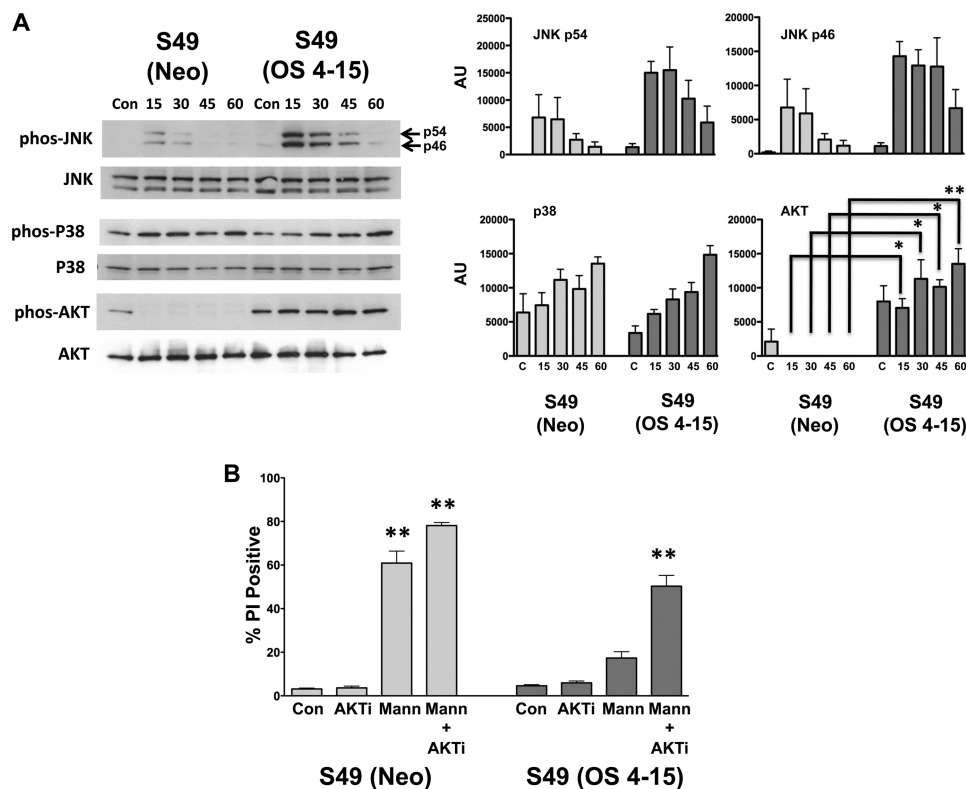 A
S49
(Neo)
S49
(OS 4-15)
Con 15 30 45 60 Con 15 30 45 60
phos-JNK
p54
p46
JNK
phos-P38
P38
phos-AKT
AKT
JNK p54
AU
25000
20000
15000
10000
5000
0
JNK p46
25000
20000
15000
10000
5000
0
p38
AU
20000
15000
10000
5000
0
C 15 30 45 60 C 15 30 45 60
S49
(Neo)
S49
(OS 4-15)
AKT
20000
15000
10000
5000
0
**
*
*
*
C 15 30 45 60 C 15 30 45 60
S49
(Neo)
S49
(OS 4-15)
B
% PI Positive
100
80
60
40
20
0
**
**
**
Con AKTi Mann Mann
+
AKTi
Con AKTi Mann Mann
+
AKTi
S49 (Neo)
S49 (OS 4-15)